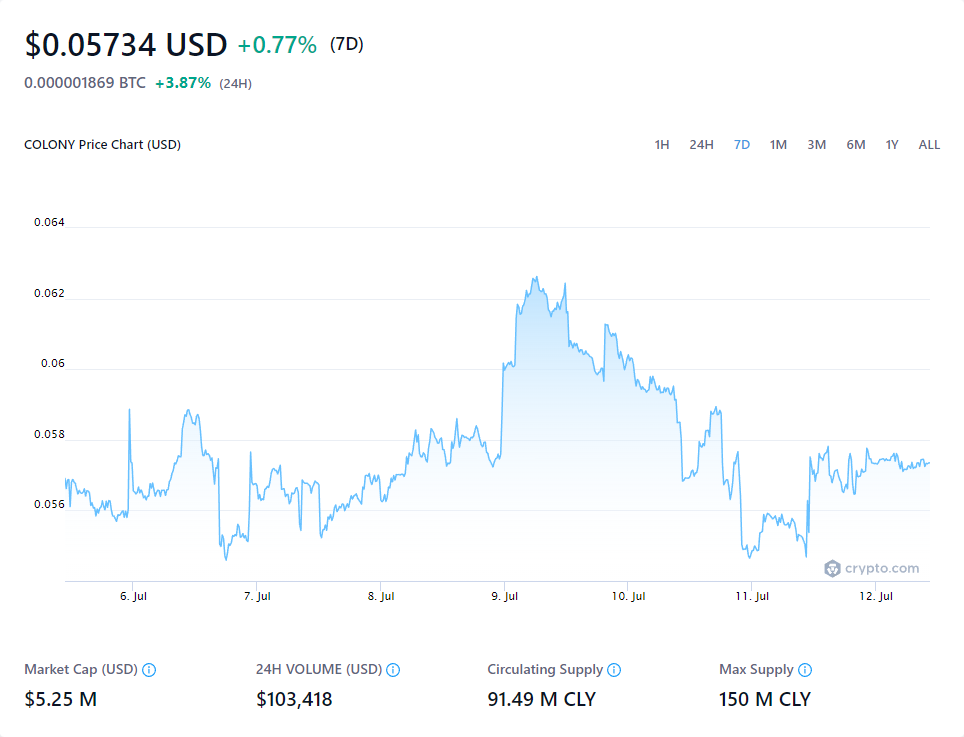 $0.05734 USD +0.77% (7D)
0.000001869 BTC +3.87% (24H)
COLONY Price Chart (USD)
1H 24H 7D 1M 3M 6M 1Y ALL
0.064
0.062
0.06
0.058
0.056
crypto.com
6. Jul 7. Jul 8. Jul 9. Jul 10. Jul 11. Jul 12. Jul
Market Cap (USD) 24H VOLUME (USD) Circulating Supply Max Supply
$5.25 M $103,418 91.49 M CLY 150 M CLY